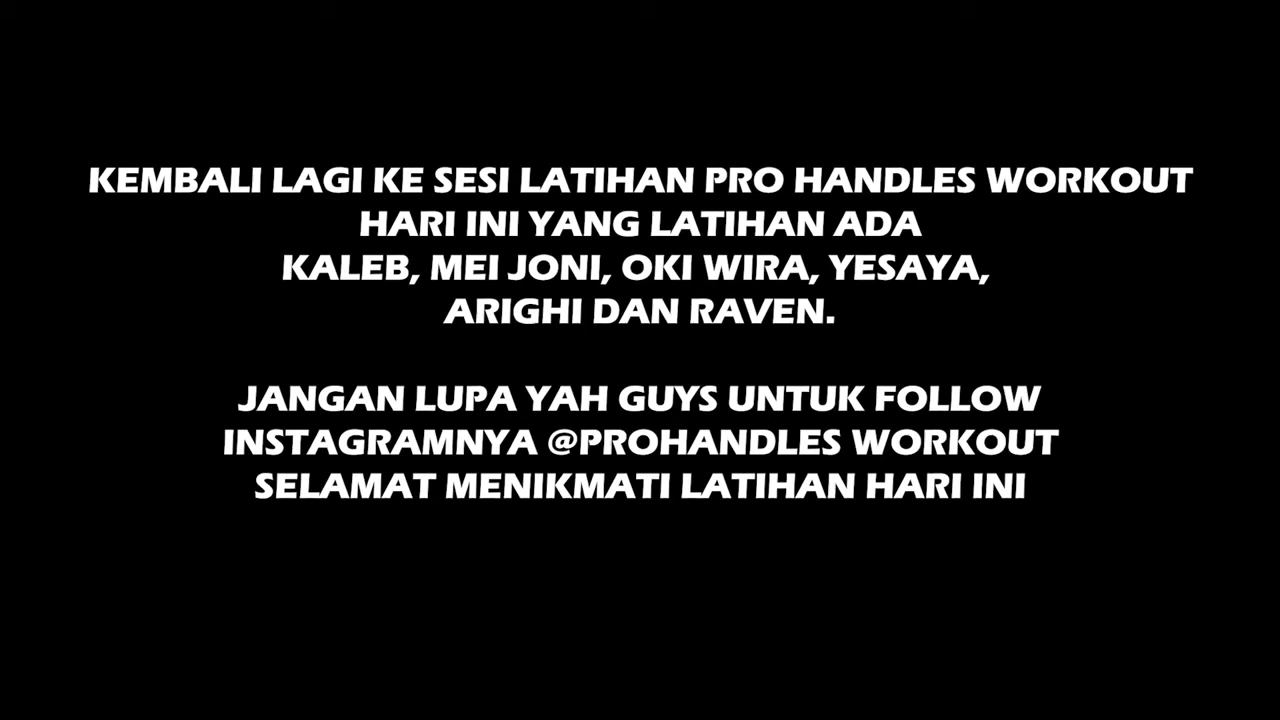 KEMBALI LAGI KE SESI LATIHAN PRO HANDLES WORKOUT
HARI INI YANG LATIHAN ADA
KALEB, MEI JONI, OKI WIRA, YESAYA,
ARIGHI DAN RAVEN.
JANGAN LUPA YAH GUYS UNTUK FOLLOW
INSTAGRAMNYA @PROHANDLES WORKOUT
SELAMAT MENIKMATI LATIHAN HARI INI